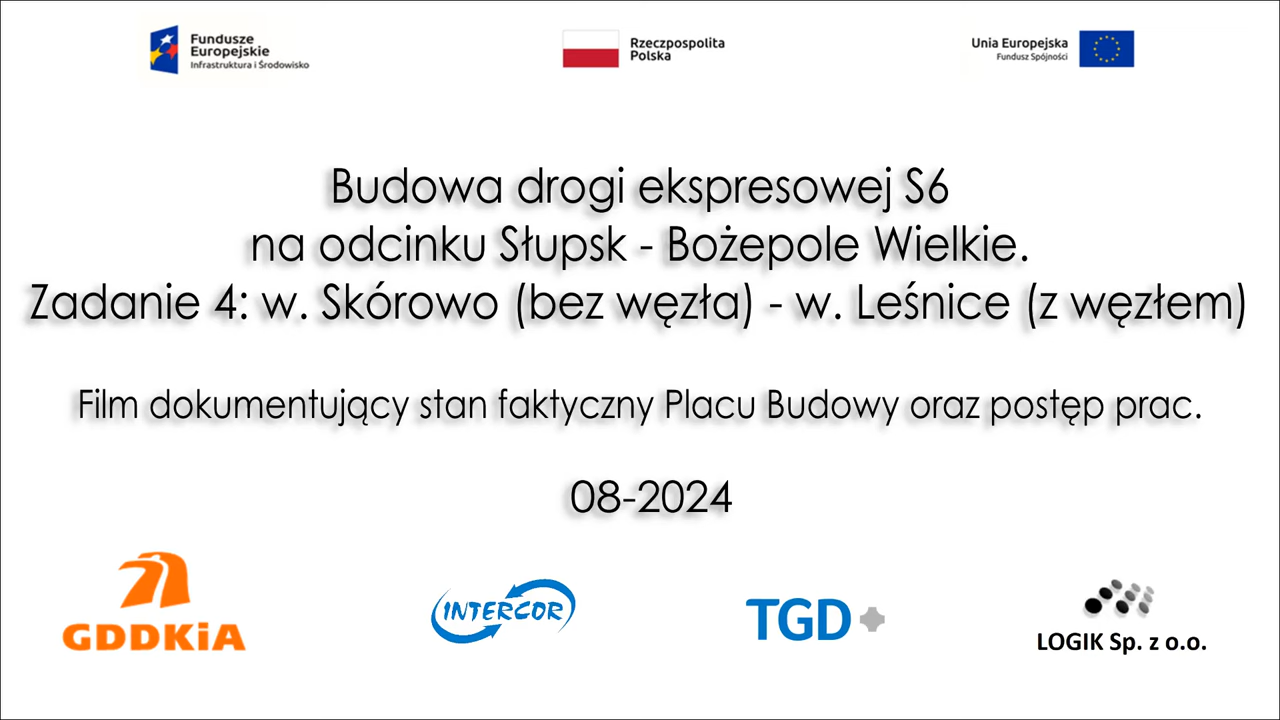 Fundusze
Europejskie
Infrastruktura i Środowisko
Rzeczpospolita
Polska
Unia Europejska
Fundusz Spójności
Budowa drogi ekspresowej S6
na odcinku Słupsk - Bożepole Wielkie.
Zadanie 4: w. Skórowo (bez węzła) - w. Leśnice (z węzłem)
Film dokumentujący stan faktyczny Placu Budowy oraz postęp prac.
08-2024
GDDKiA
INTERCOR
TGD
LOGIK Sp. z o.o.